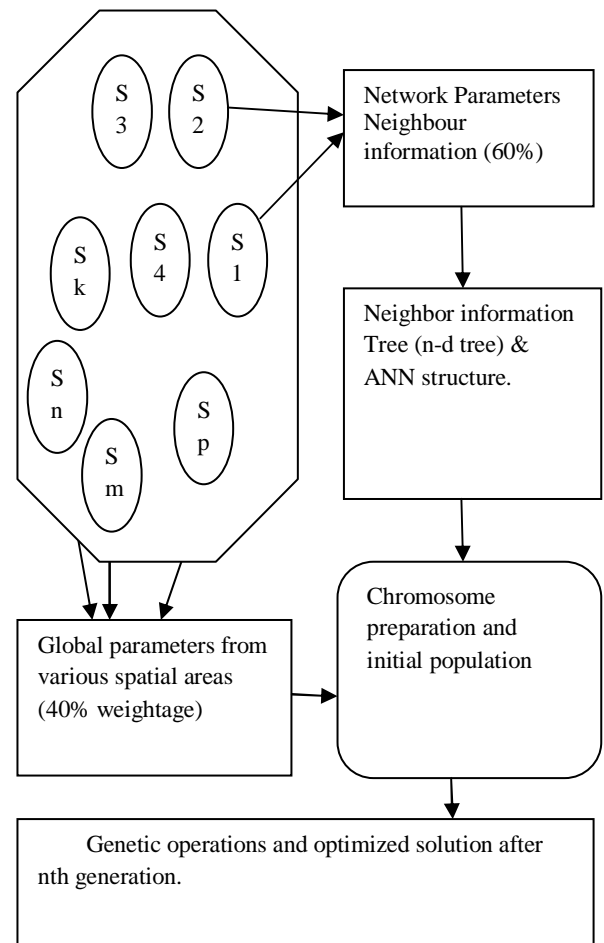 S
3
S
2
S
k
S
4
S
1
S
n
S
m
S
p
Network Parameters
Neighbour
information (60%)
Neighbor information
Tree (n-d tree) &
ANN structure.
Global parameters from
various spatial areas
(40% weightage)
Chromosome
preparation and
initial population
Genetic operations and optimized solution after
nth generation.